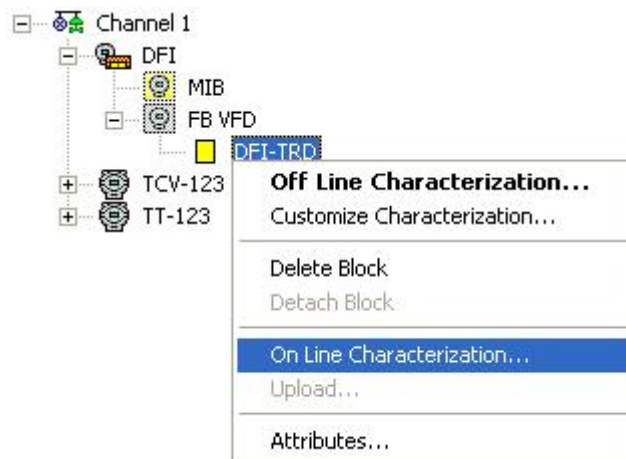 Channel 1
DFI
MIB
FB VFD
DFI-TRD
TCV-123
TT-123
Off Line Characterization...
Customize Characterization...
Delete Block
Detach Block
On Line Characterization...
Upload...
Attributes...